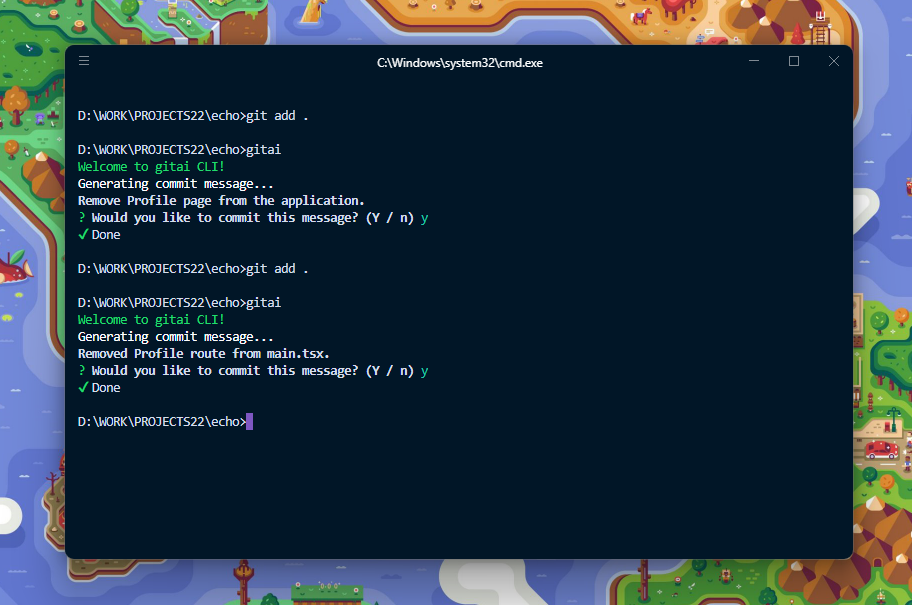 C:\Windows\system32\cmd.exe
D:\WORK\PROJECTS22\echo>git add .
D:\WORK\PROJECTS22\echo>gitai
Welcome to gitai CLI!
Generating commit message...
Remove Profile page from the application.
? Would you like to commit this message? (Y / n) y
✓ Done
D:\WORK\PROJECTS22\echo>git add .
D:\WORK\PROJECTS22\echo>gitai
Welcome to gitai CLI!
Generating commit message...
Removed Profile route from main.tsx.
? Would you like to commit this message? (Y / n) y
✓ Done
D:\WORK\PROJECTS22\echo>